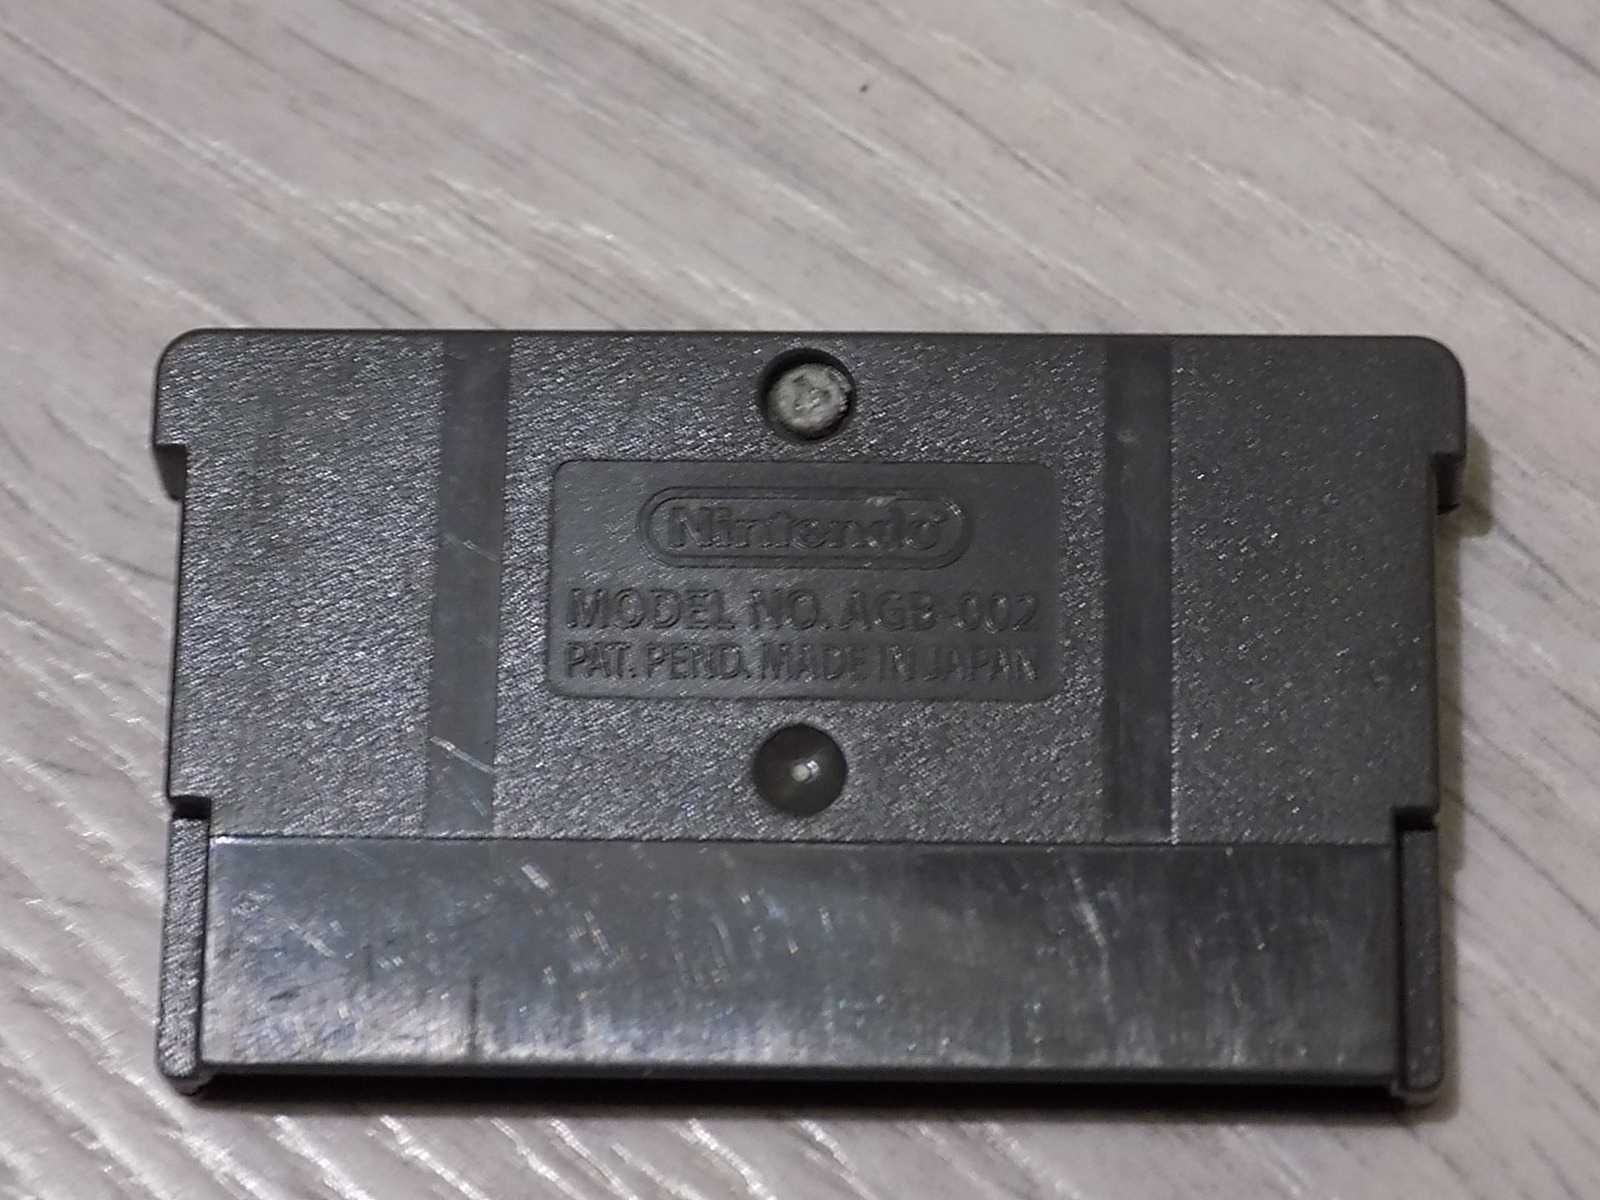 Nintendo
MODEL NO. AGB-002
PAT. PEND. MADE IN JAPAN